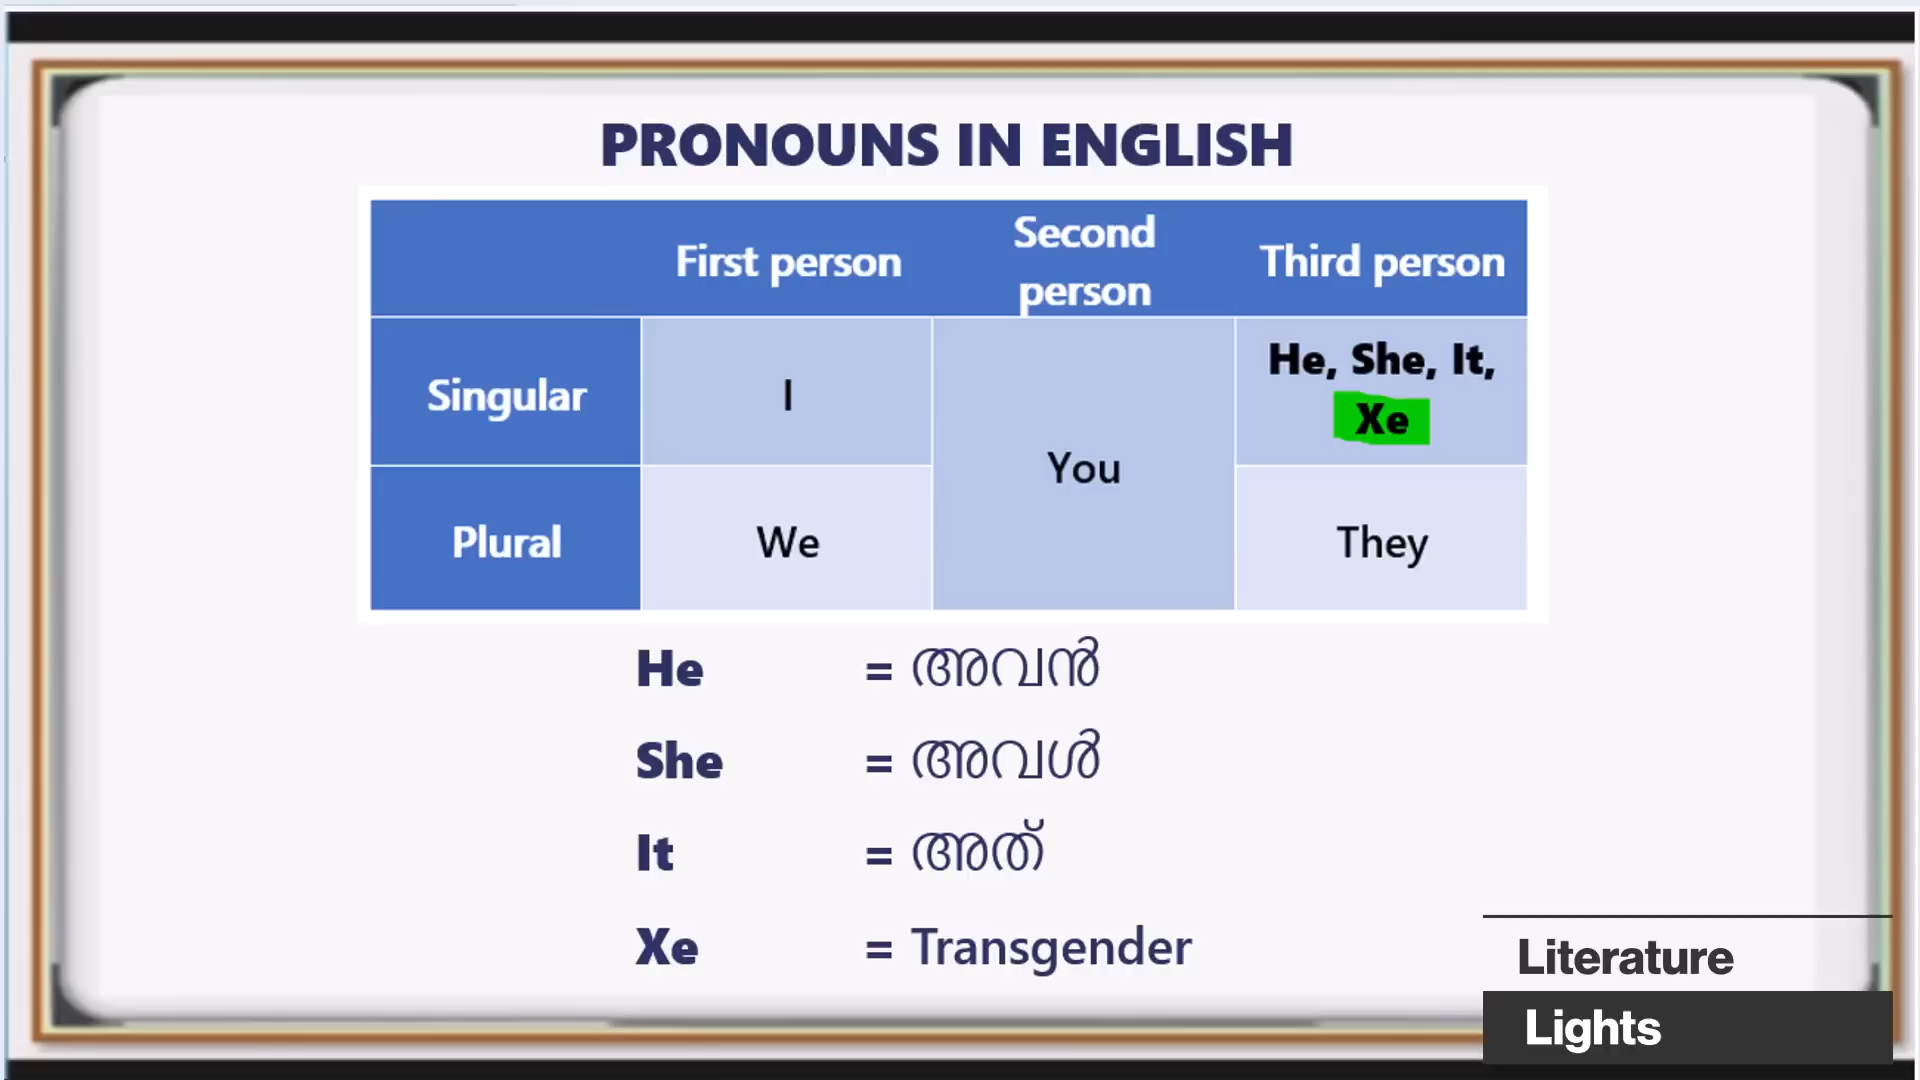 PRONOUNS IN ENGLISH
First person Second person Third person
Singular I You He, She, It,
Xe
Plural We They
He = അവൻ
She = അവൾ
It = അത്
Xe = Transgender
Literature
Lights